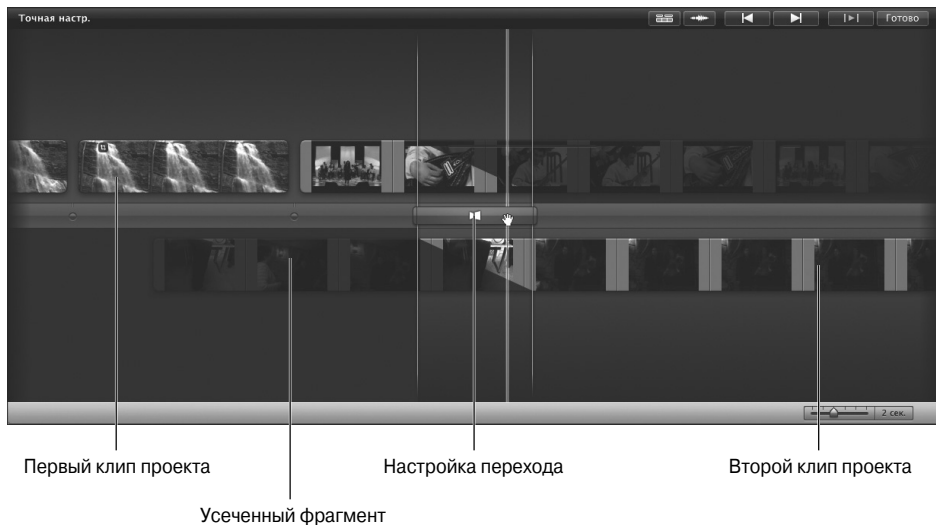 Точная настр.
Готово
2 сек.
Первый клип проекта
Настройка перехода
Второй клип проекта
Усеченный фрагмент